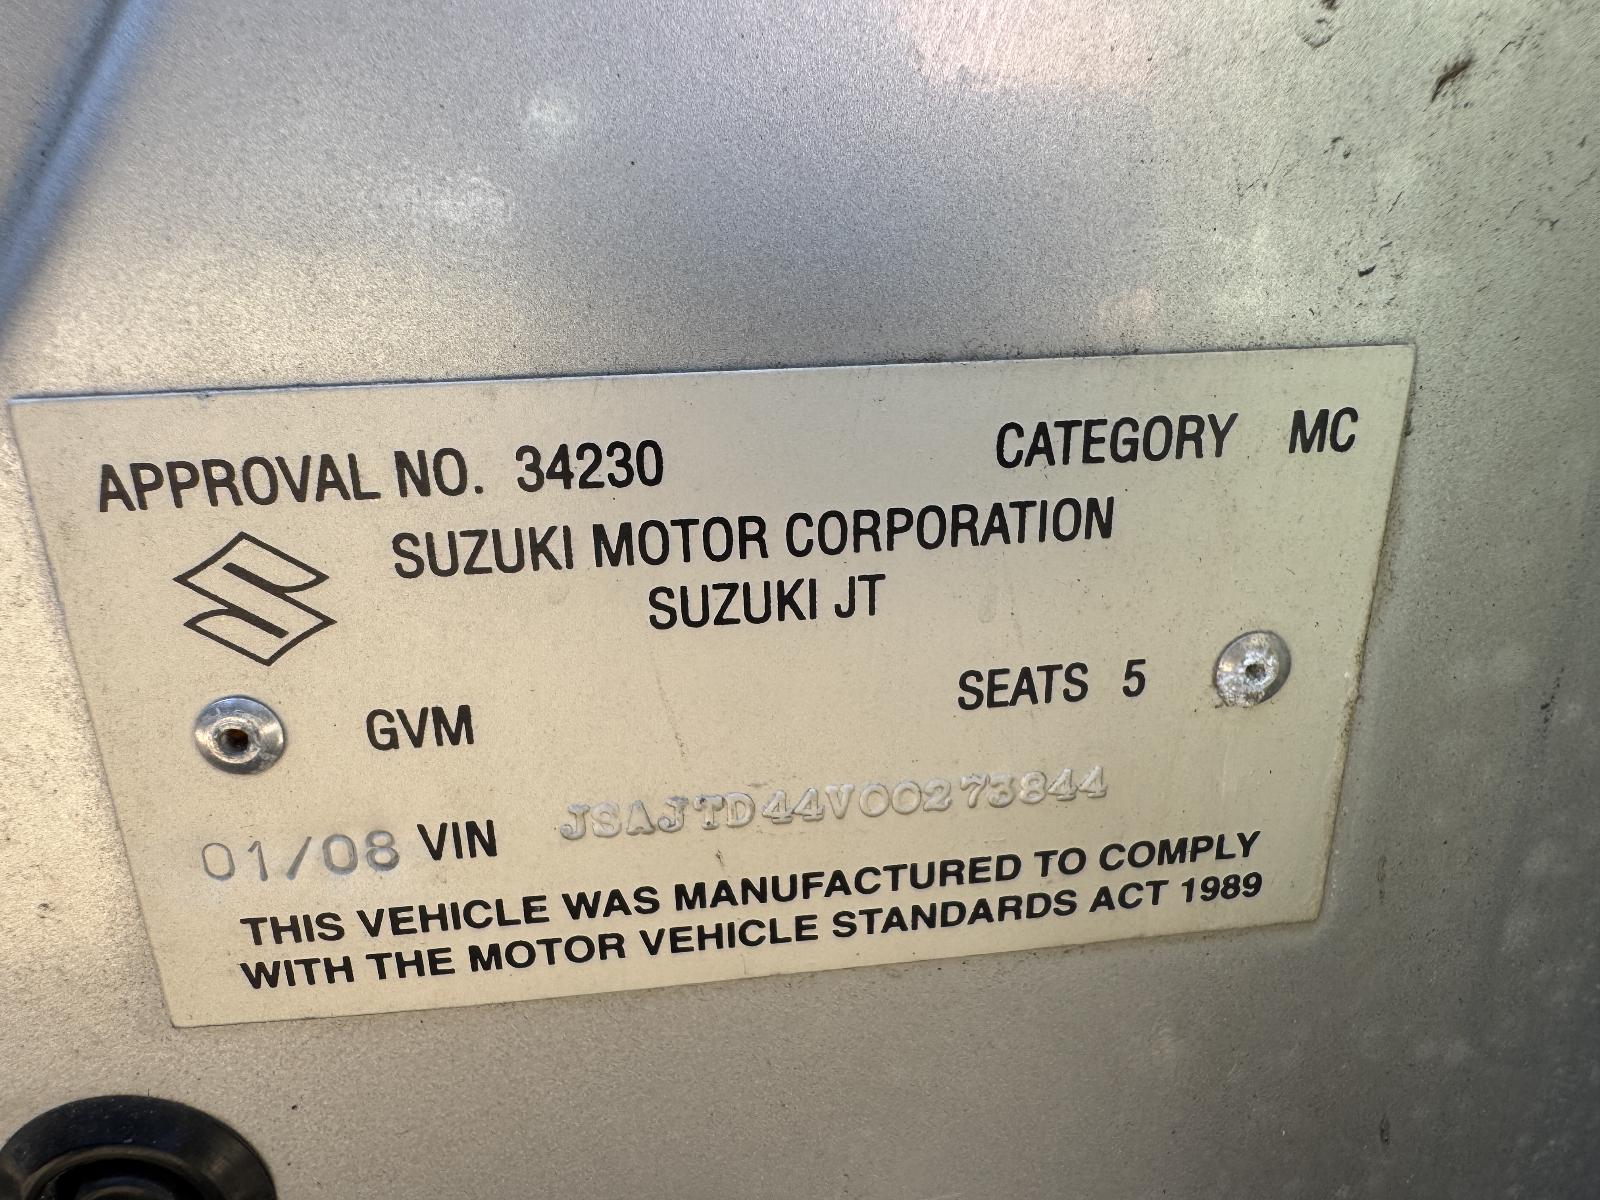 APPROVAL NO. 34230 CATEGORY MC
SUZUKI MOTOR CORPORATION
SUZUKI JT
SEATS 5
GVM
01/08 VIN JSAJTD44V00273844
THIS VEHICLE WAS MANUFACTURED TO COMPLY
WITH THE MOTOR VEHICLE STANDARDS ACT 1989